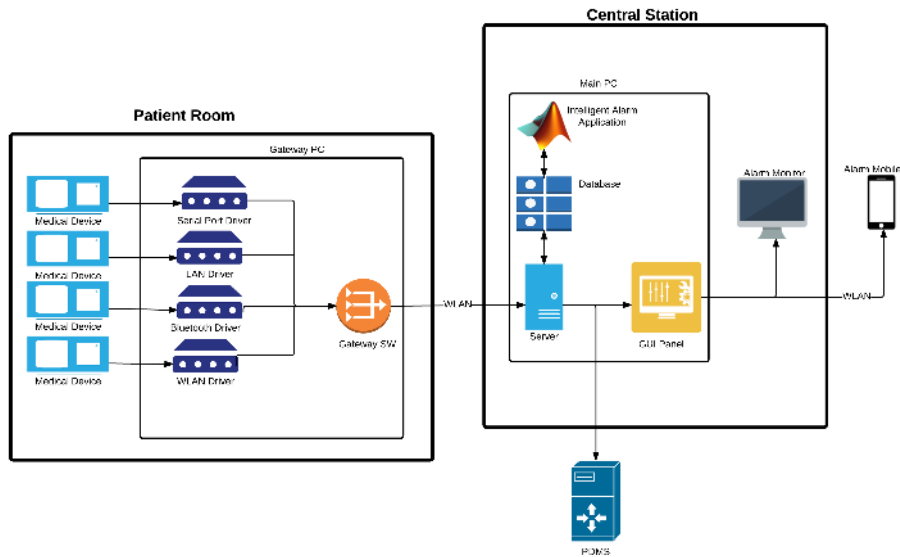 Central Station
Patient Room
Main PC
Intelligent Alarm
Application
Gateway PC
Database
Alarm Monitor
Alarm Mobile
Medical Device
Serial Port Driver
Medical Device
LAN Driver
Medical Device
Bluetooth Driver
Medical Device
WLAN Driver
Gateway SW
WLAN
Server
GUI Panel
WLAN
PDMS